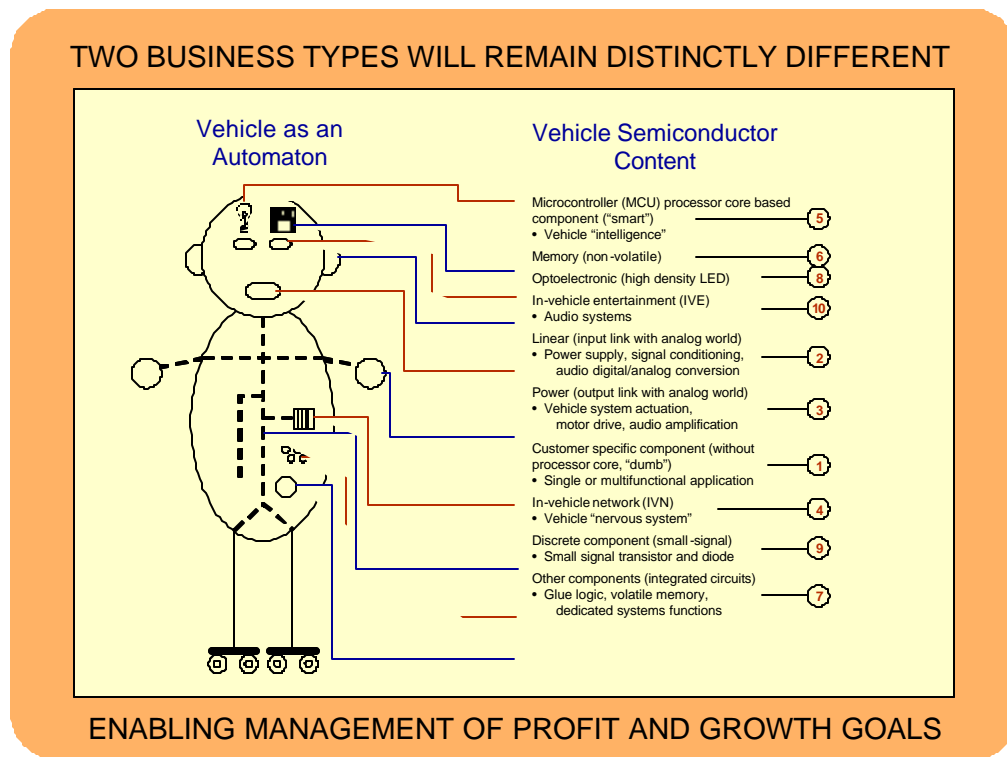 TWO BUSINESS TYPES WILL REMAIN DISTINCTLY DIFFERENT
Vehicle as an
Automaton
Vehicle Semiconductor
Content
Microcontroller (MCU) processor core based
component (“smart”)
• Vehicle “intelligence”
5
Memory (non-volatile)
6
Optoelectronic (high density LED)
8
In-vehicle entertainment (IVE)
• Audio systems
10
Linear (input link with analog world)
• Power supply, signal conditioning,
audio digital/analog conversion
2
Power (output link with analog world)
• Vehicle system actuation,
motor drive, audio amplification
3
Customer specific component (without
processor core, “dumb”)
• Single or multifunctional application
1
In-vehicle network (IVN)
• Vehicle “nervous system”
4
Discrete component (small-signal)
• Small signal transistor and diode
9
Other components (integrated circuits)
• Glue logic, volatile memory,
dedicated systems functions
7
ENABLING MANAGEMENT OF PROFIT AND GROWTH GOALS